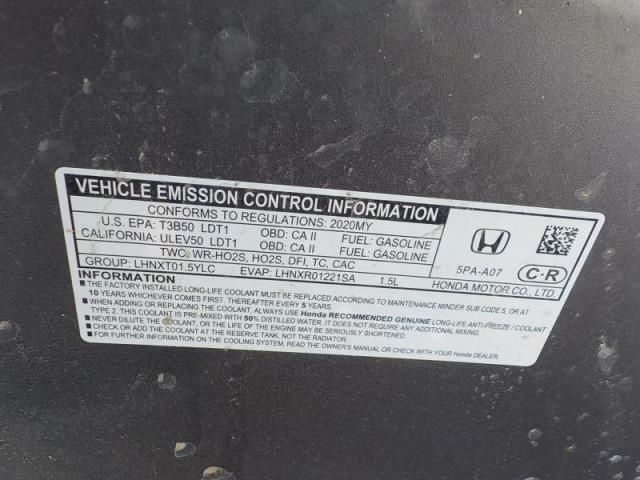 VEHICLE EMISSION CONTROL INFORMATION
CONFORMS TO REGULATIONS: 2020MY
U.S. EPA: T3B50 LDT1 OBD: CA II FUEL: GASOLINE
CALIFORNIA: ULEV50 LDT1 OBD: CA II FUEL: GASOLINE
TWC, WR-HO2S, HO2S, DFI, TC, CAC
GROUP: LHNXT01.5YLC EVAP: LHNXR01221SA 1.5L
5PA-A07
C-R
HONDA MOTOR CO., LTD.
INFORMATION
■ THE FACTORY INSTALLED LONG-LIFE COOLANT MUST BE REPLACED ACCORDING TO MAINTENANCE MINDER SUB CODE 5, OR AT
10 YEARS WHICHEVER COMES FIRST. THEREAFTER EVERY 5 YEARS.
■ WHEN ADDING OR REPLACING THE COOLANT, ALWAYS USE Honda RECOMMENDED GENUINE LONG-LIFE ANTI-FREEZE / COOLANT
TYPE 2. THIS COOLANT IS PRE-MIXED WITH 50% DISTILLED WATER. IT DOES NOT REQUIRE ANY ADDITIONAL MIXING.
■ NEVER DILUTE THE COOLANT, OR PARTS OF THE ENGINE MAY BE SERIOUSLY DAMAGED.
■ CHECK OR ADD COOLANT AT THE RESERVE TANK, NOT THE RADIATOR.
■ FOR FURTHER INFORMATION ON THE COOLING SYSTEM, READ THE OWNER'S MANUAL OR CHECK WITH YOUR Honda DEALER.